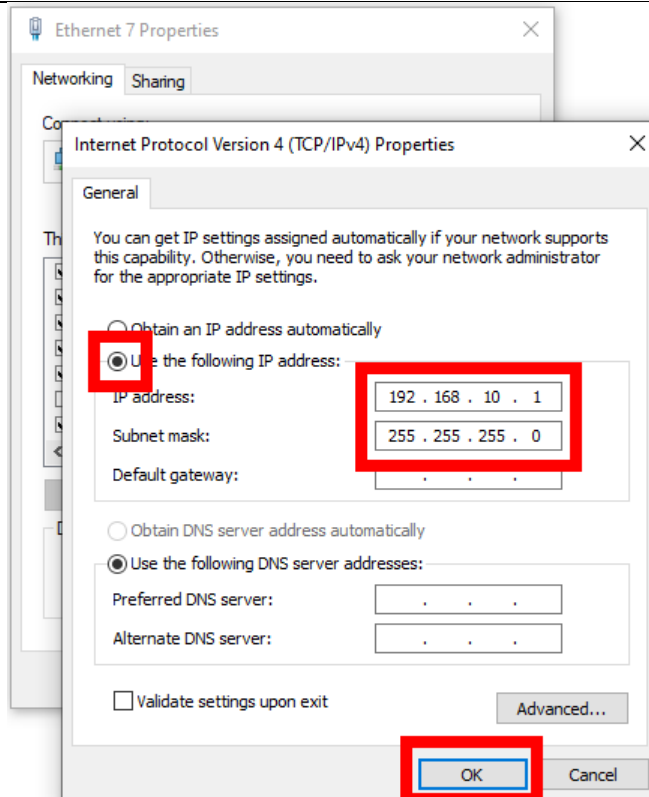 Ethernet 7 Properties
Networking Sharing
Internet Protocol Version 4 (TCP/IPv4) Properties
General
You can get IP settings assigned automatically if your network supports
this capability. Otherwise, you need to ask your network administrator
for the appropriate IP settings.
Obtain an IP address automatically
Use the following IP address:
IP address: 192 . 168 . 10 . 1
Subnet mask: 255 . 255 . 255 . 0
Default gateway: . . .
Obtain DNS server address automatically
Use the following DNS server addresses:
Preferred DNS server: . . .
Alternate DNS server: . . .
Validate settings upon exit
Advanced...
OK Cancel